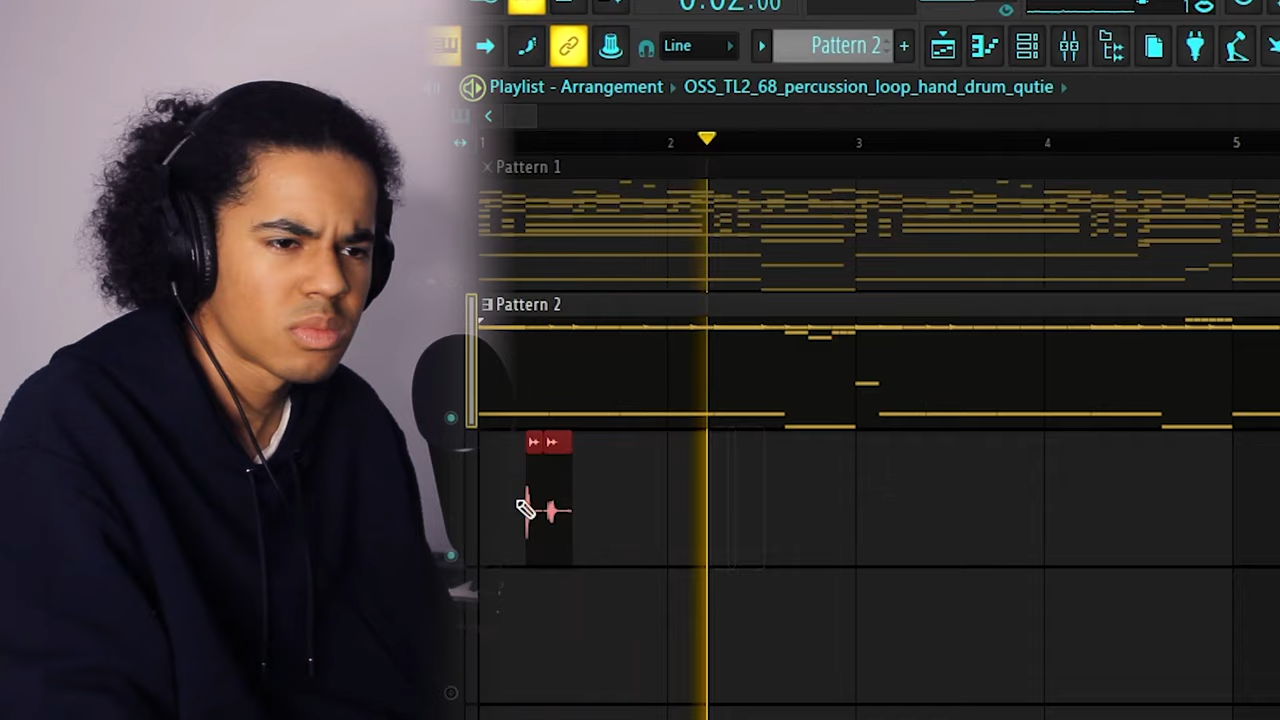 0:02:00
Line
Pattern 2
+
Playlist - Arrangement › OSS_TL2_68_percussion_loop_hand_drum_qutie ›
1 2 3 4 5
Pattern 1
Pattern 2